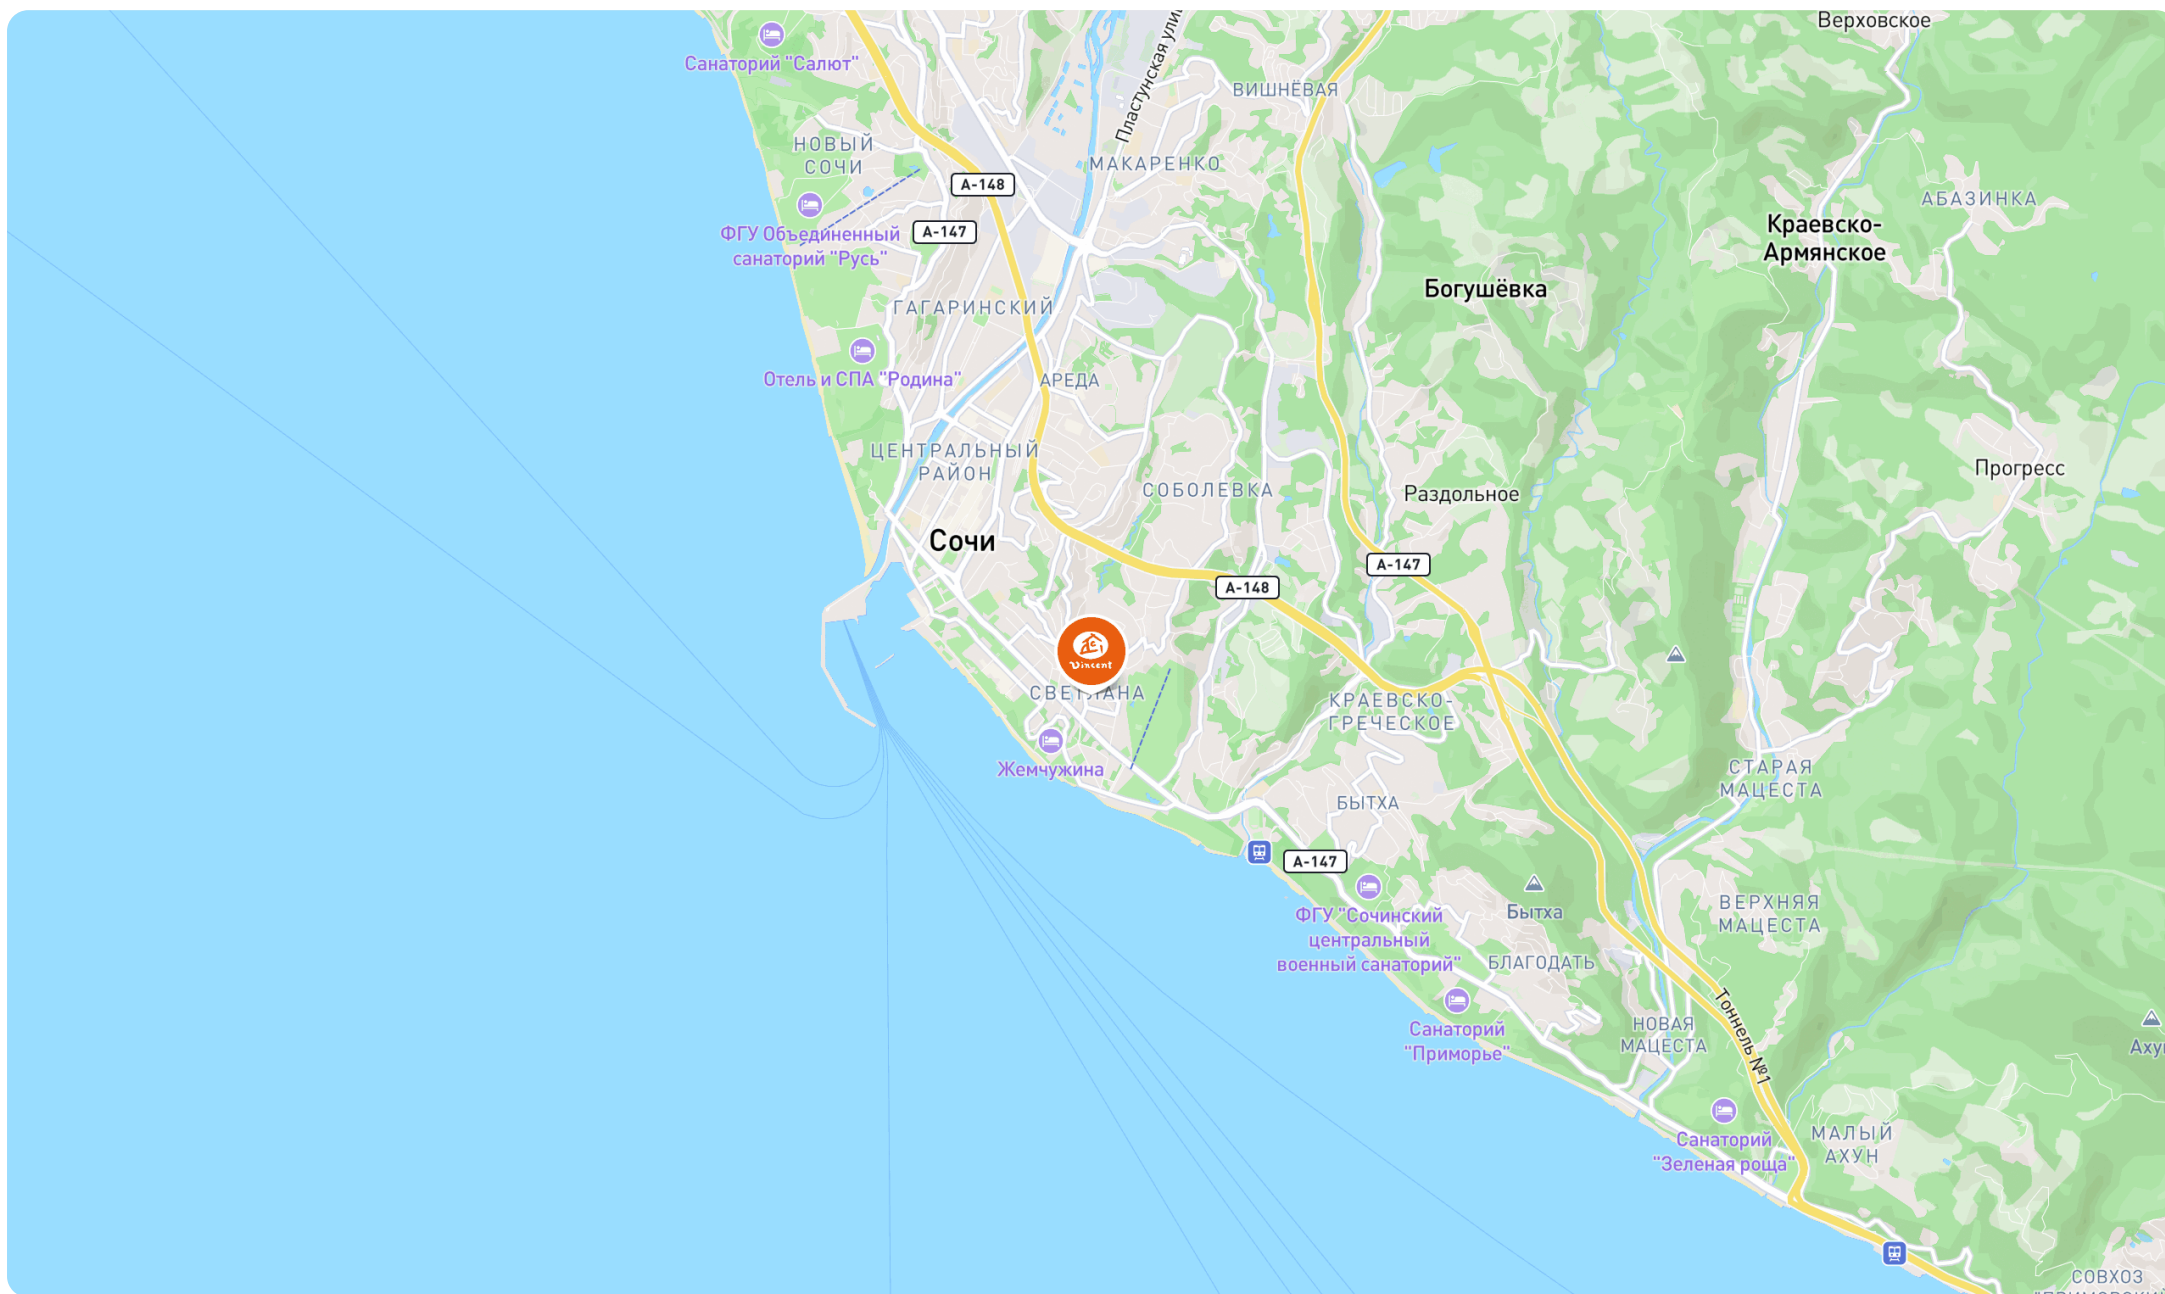 Верховское
Санаторий "Салют"
Пластунская ули
ВИШНЁВАЯ
НОВЫЙ
СОЧИ
МАКАРЕНКО
А-148
АБАЗИНКА
ФГУ Объединенный
санаторий "Русь"
А-147
Краевско-
Армянское
Богушёвка
ГАГАРИНСКИЙ
Отель и СПА "Родина"
АРЕДА
ЦЕНТРАЛЬНЫЙ
РАЙОН
Прогресс
СОБОЛЕВКА
Раздольное
Сочи
А-147
А-148
Vincent
СВЕТЛАНА
КРАЕВСКО-
ГРЕЧЕСКОЕ
Жемчужина
СТАРАЯ
МАЦЕСТА
БЫТХА
А-147
ФГУ "Сочинский
центральный
военный санаторий"
Бытха
ВЕРХНЯЯ
МАЦЕСТА
БЛАГОДАТЬ
Санаторий
"Приморье"
НОВАЯ
МАЦЕСТА
Тоннель №1
Аху
Санаторий
"Зеленая роща"
МАЛЫЙ
АХУН
СОВХОЗ